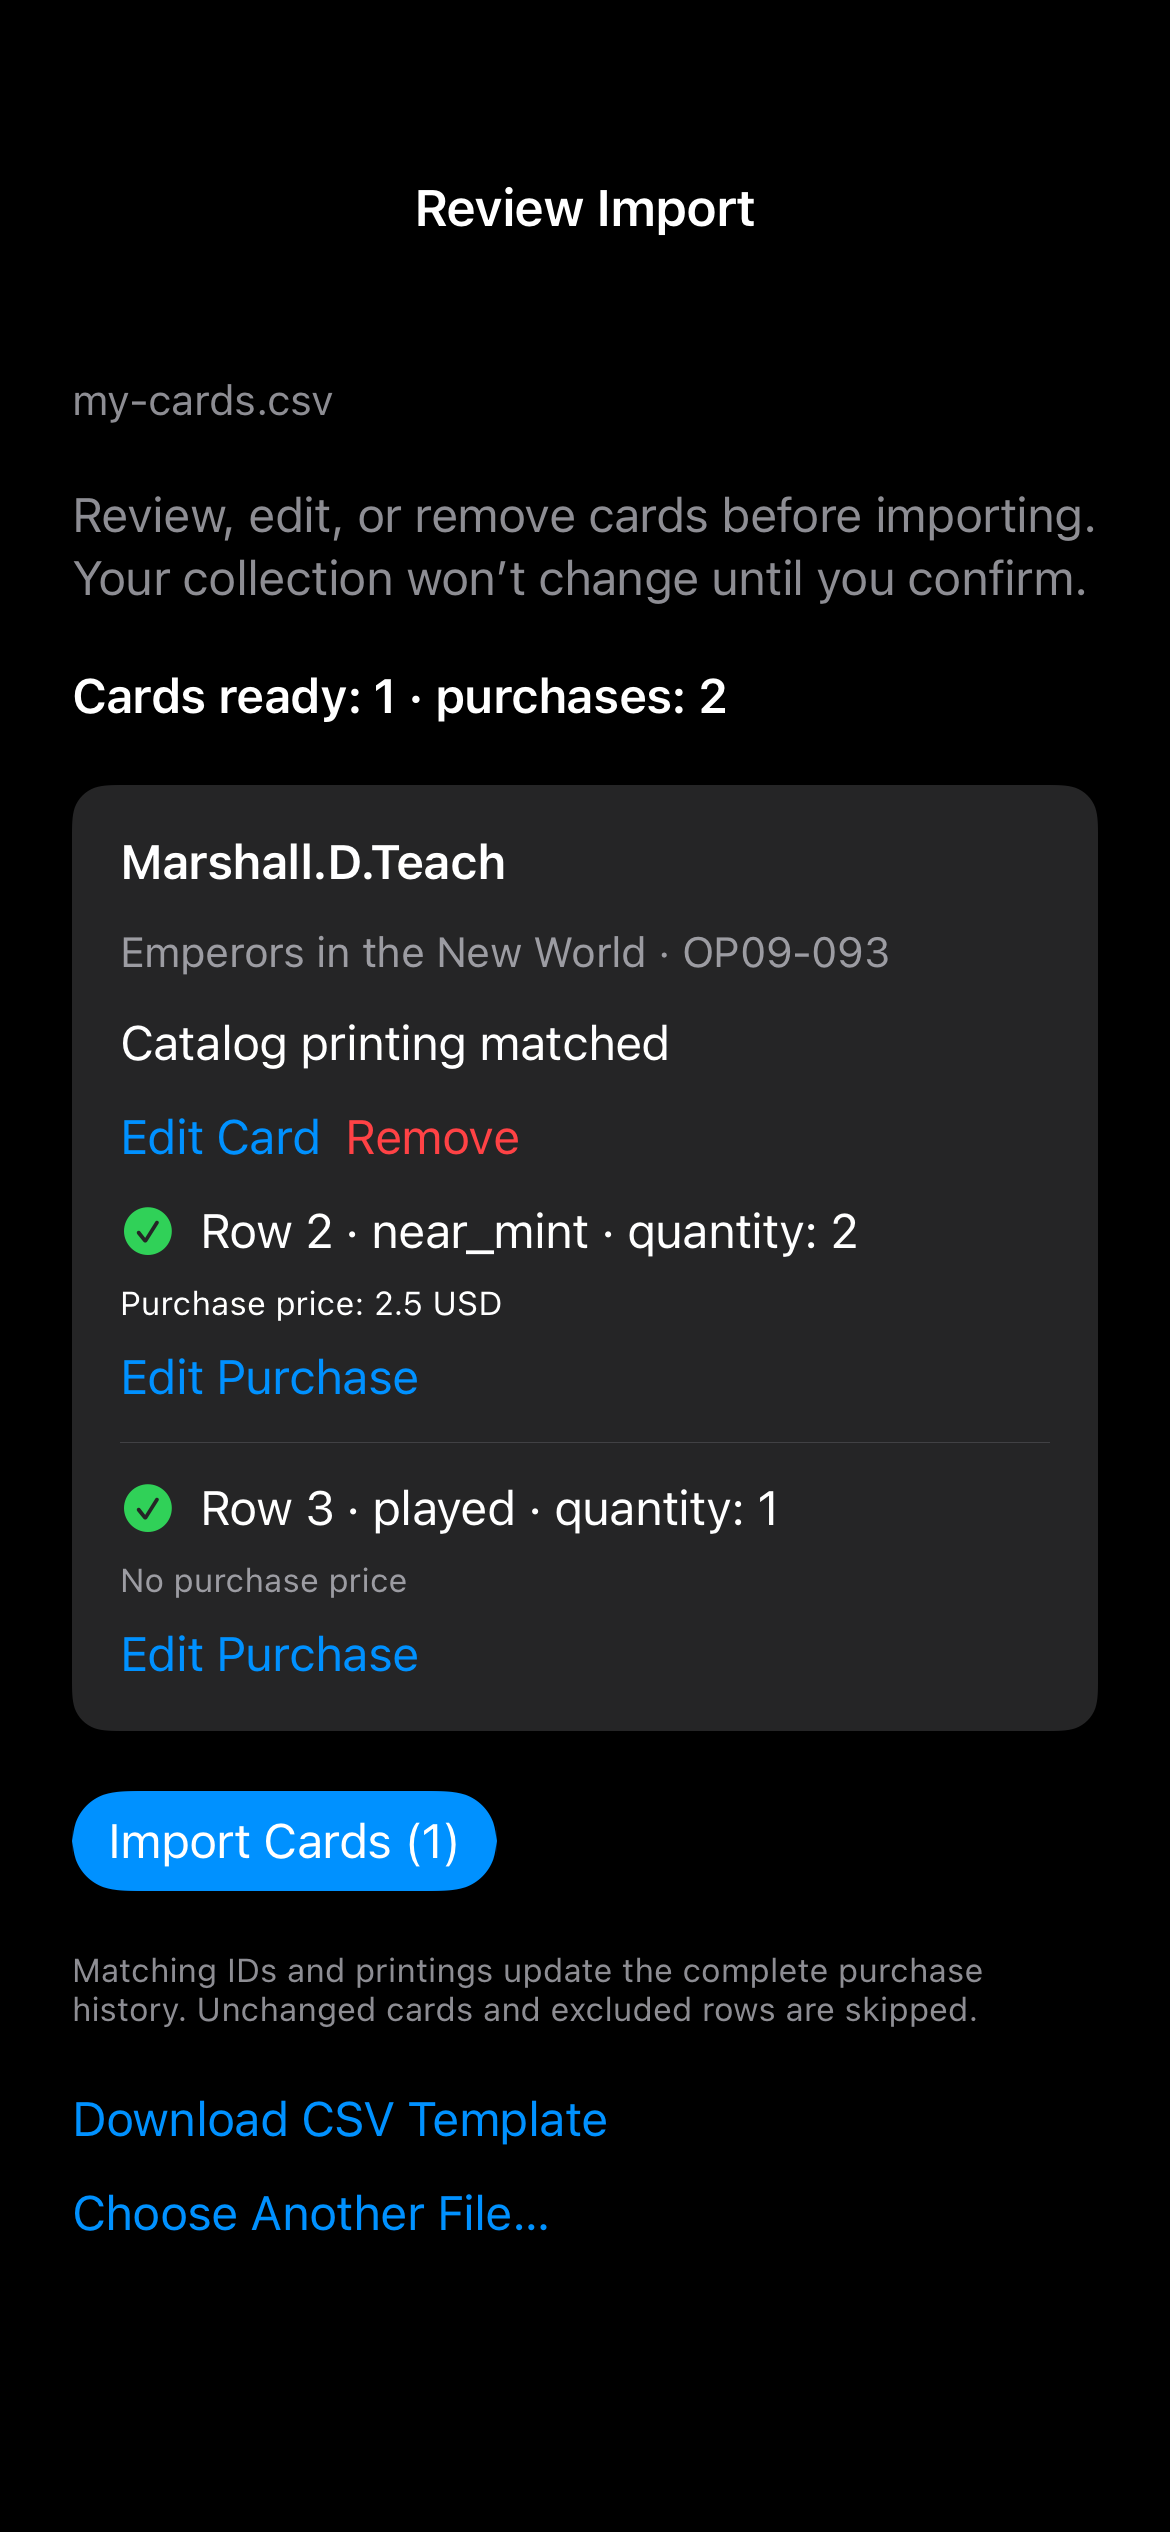 Review Import
my-cards.csv
Review, edit, or remove cards before importing.
Your collection won’t change until you confirm.
Cards ready: 1 · purchases: 2
Marshall.D.Teach
Emperors in the New World · OP09-093
Catalog printing matched
Edit Card Remove
Row 2 · near_mint · quantity: 2
Purchase price: 2.5 USD
Edit Purchase
Row 3 · played · quantity: 1
No purchase price
Edit Purchase
Import Cards (1)
Matching IDs and printings update the complete purchase
history. Unchanged cards and excluded rows are skipped.
Download CSV Template
Choose Another File...